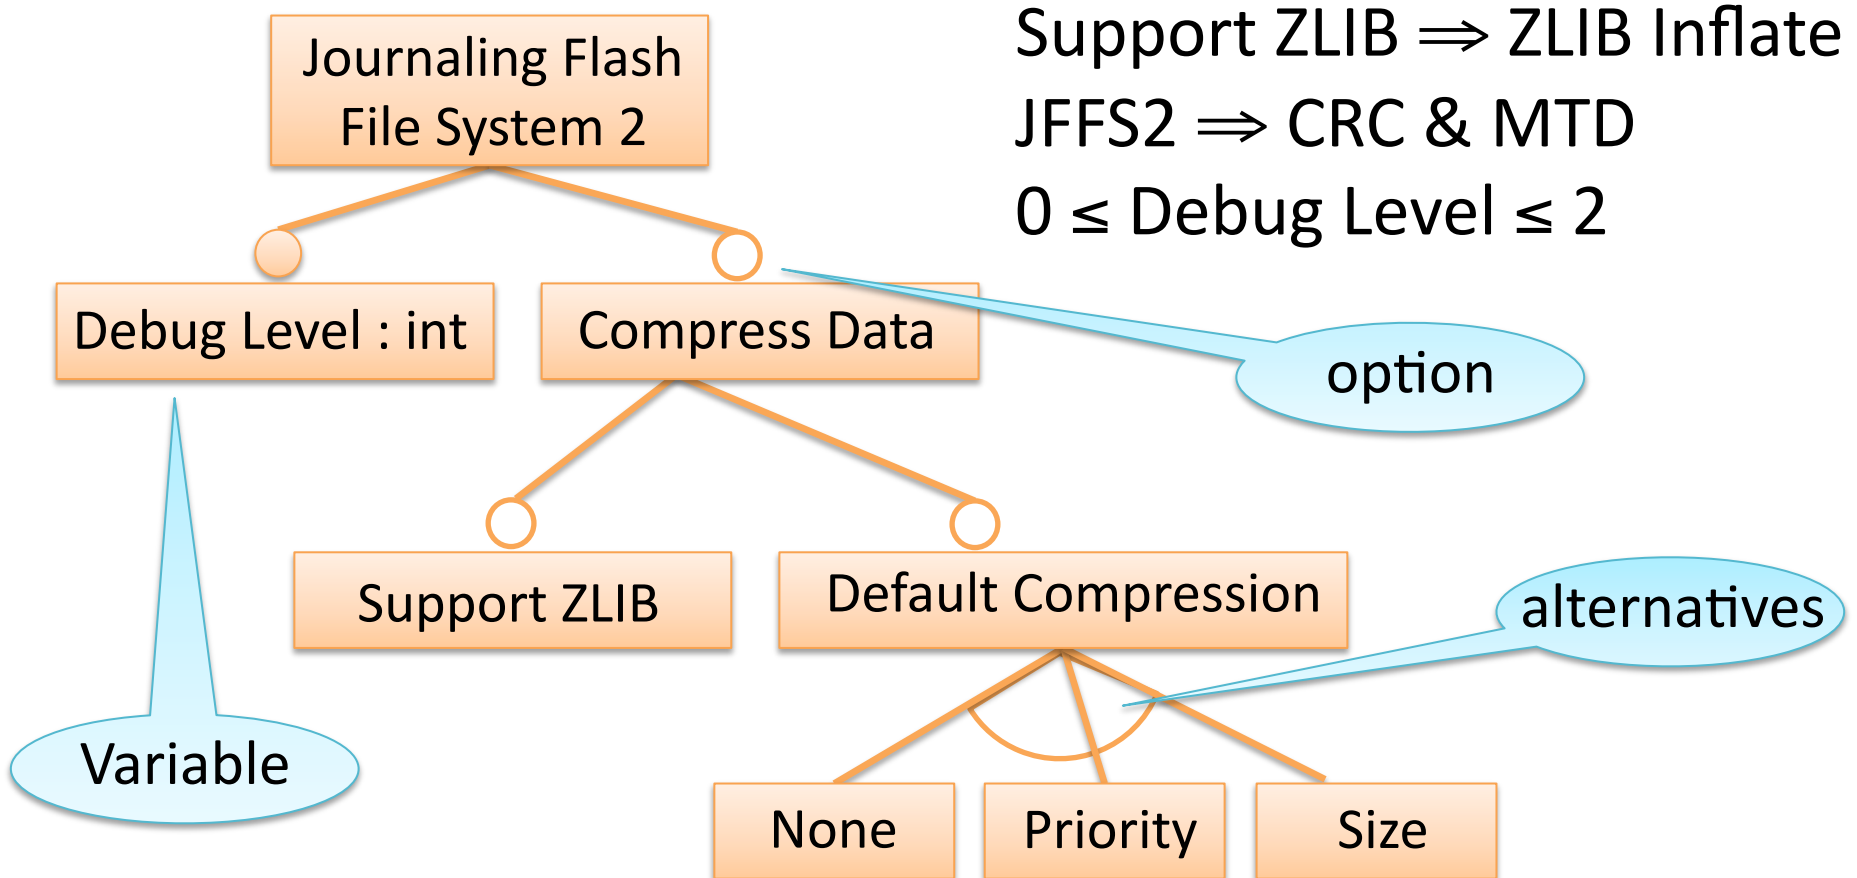 Journaling Flash
File System 2
Support ZLIB ⇒ ZLIB Inflate
JFFS2 ⇒ CRC & MTD
0 ≤ Debug Level ≤ 2
Debug Level : int
Compress Data
option
Support ZLIB
Default Compression
alternatives
Variable
None
Priority
Size